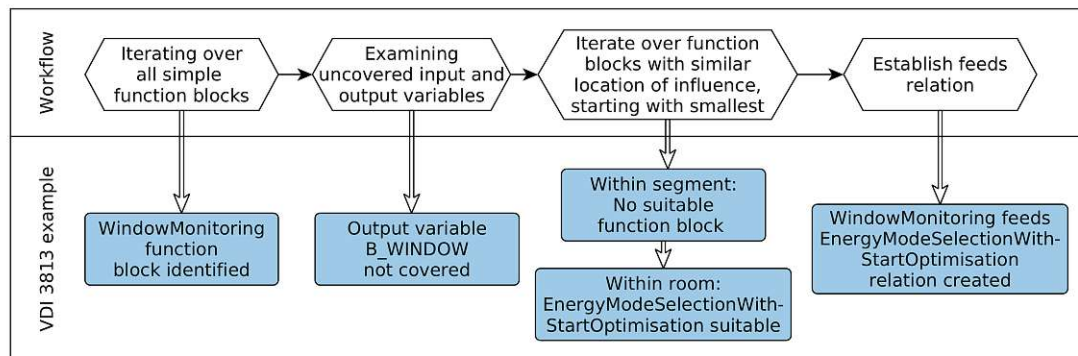 Workflow
Iterating over
all simple
function blocks
Examining
uncovered input and
output variables
Iterate over function
blocks with similar
location of influence,
starting with smallest
Establish feeds
relation
VDI 3813 example
WindowMonitoring
function
block identified
Output variable
B_WINDOW
not covered
Within segment:
No suitable
function block
Within room:
EnergyModeSelectionWith-
StartOptimisation suitable
WindowMonitoring feeds
EnergyModeSelectionWith-
StartOptimisation
relation created